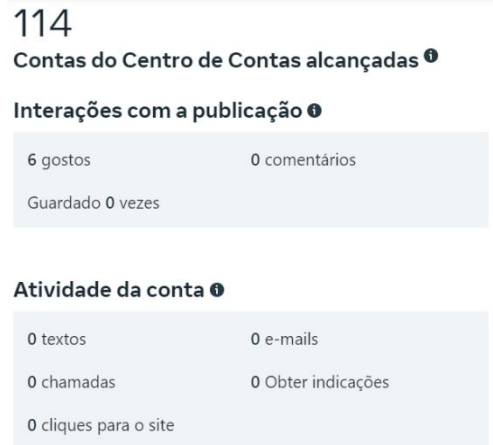 114
Contas do Centro de Contas alcançadas
Interações com a publicação
6 gostos
0 comentários
Guardado 0 vezes
Atividade da conta
0 textos
0 e-mails
0 chamadas
0 Obter indicações
0 cliques para o site